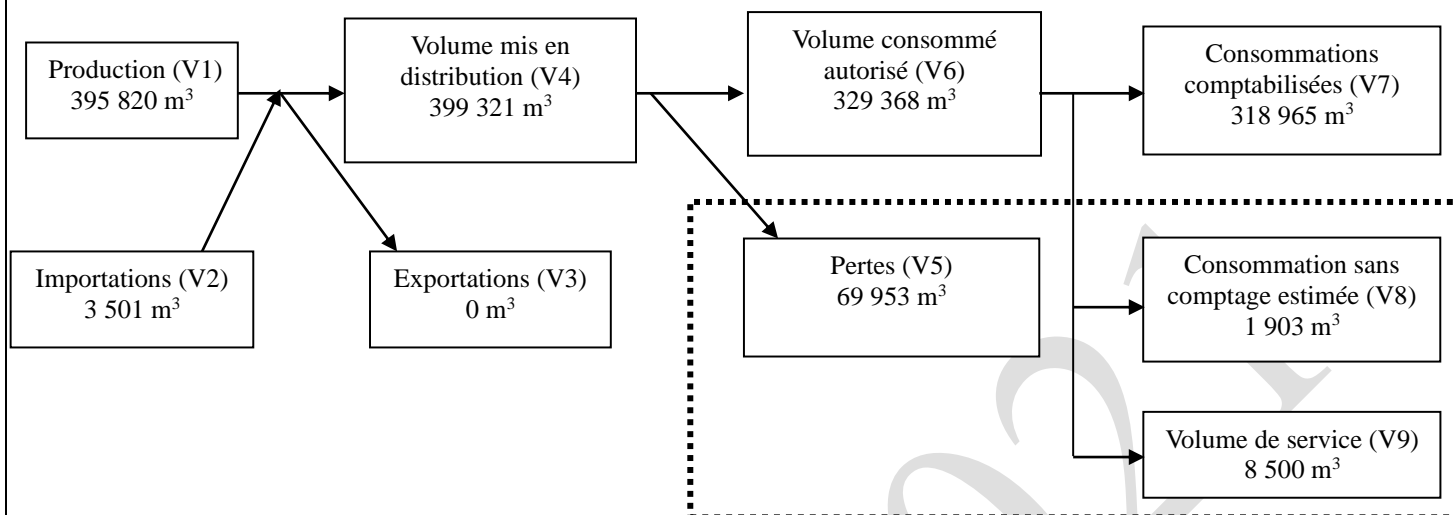 Production (V1)
395 820 m³
Volume mis en
distribution (V4)
399 321 m³
Volume consommé
autorisé (V6)
329 368 m³
Consommations
comptabilisées (V7)
318 965 m³
Importations (V2)
3 501 m³
Exportations (V3)
0 m³
Pertes (V5)
69 953 m³
Consommation sans
comptage estimée (V8)
1 903 m³
Volume de service (V9)
8 500 m³